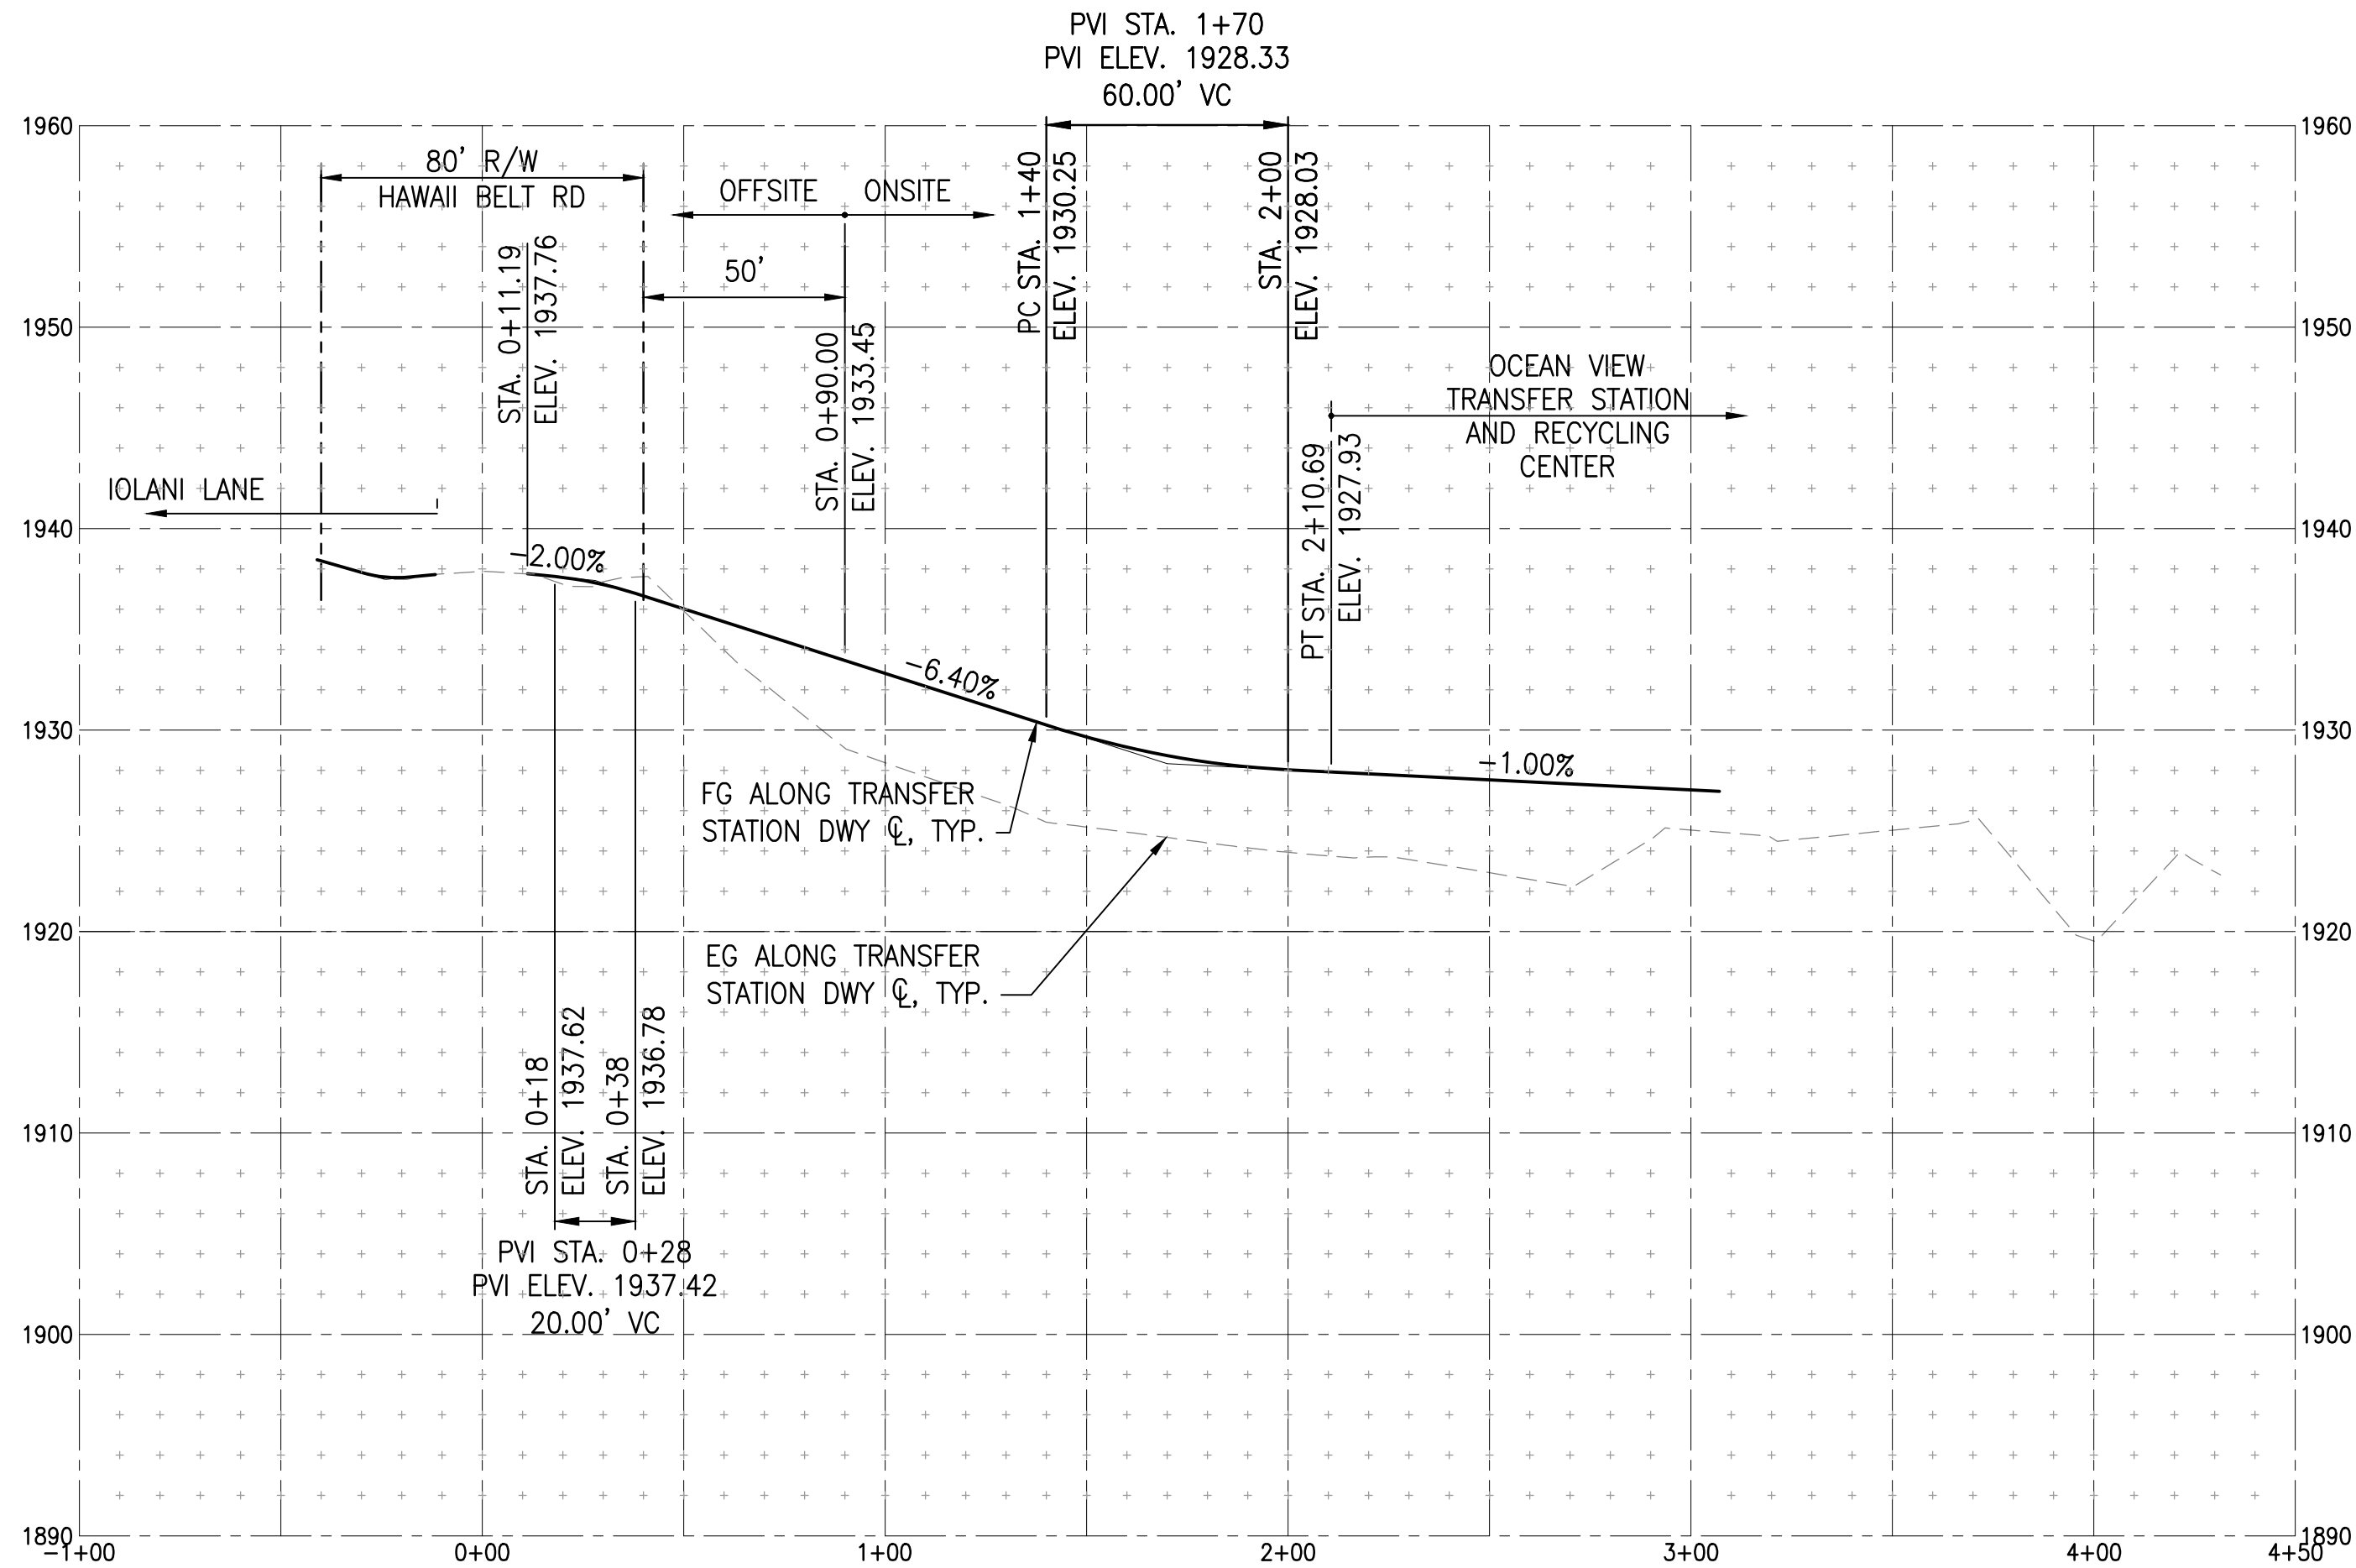 PVI STA. 1+70
PVI ELEV. 1928.33
60.00' VC
1960
1960
80' R/W
HAWAII BELT RD
OFFSITE
ONSITE
STA. 0+11.19
ELEV. 1937.76
50'
STA. 0+90.00
ELEV. 1933.45
PC STA. 1+40
ELEV. 1930.25
STA. 2+00
ELEV. 1928.03
1950
1950
OCEAN VIEW
TRANSFER STATION
AND RECYCLING
CENTER
PT STA. 2+10.69
ELEV. 1927.93
IOLANI LANE
1940
1940
-2.00%
-6.40%
1930
1930
-1.00%
FG ALONG TRANSFER
STATION DWY ℄, TYP.
1920
1920
EG ALONG TRANSFER
STATION DWY ℄, TYP.
STA. 0+18
ELEV. 1937.62
STA. 0+38
ELEV. 1936.78
1910
1910
PVI STA. 0+28
PVI ELEV. 1937.42
20.00' VC
1900
1900
1890
1890
-1+00
0+00
1+00
2+00
3+00
4+00
4+50